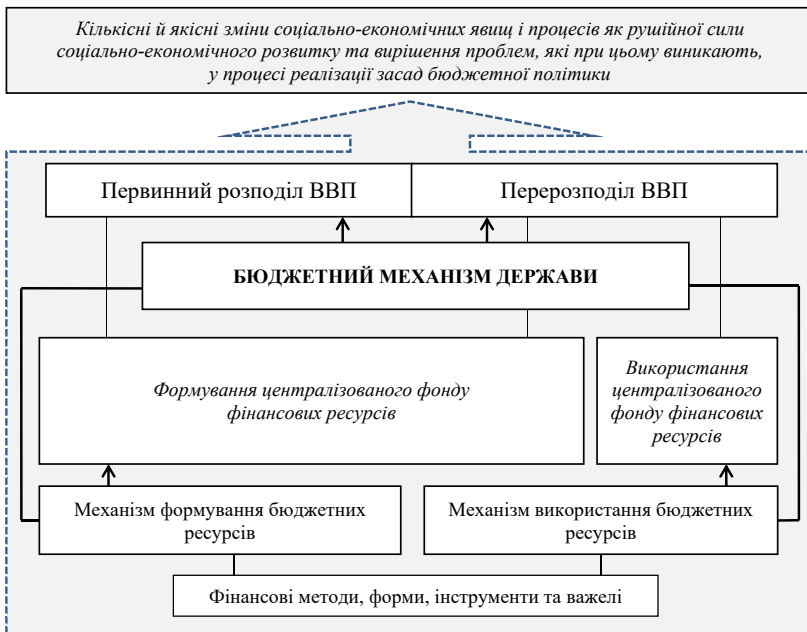 Кількісні й якісні зміни соціально-економічних явищ і процесів як рушійної сили
соціально-економічного розвитку та вирішення проблем, які при цьому виникають,
у процесі реалізації засад бюджетної політики
Первинний розподіл ВВП
Перерозподіл ВВП
БЮДЖЕТНИЙ МЕХАНІЗМ ДЕРЖАВИ
Формування централізованого фонду
фінансових ресурсів
Використання
централізованого
фонду фінансових
ресурсів
Механізм формування бюджетних
ресурсів
Механізм використання бюджетних
ресурсів
Фінансові методи, форми, інструменти та важелі